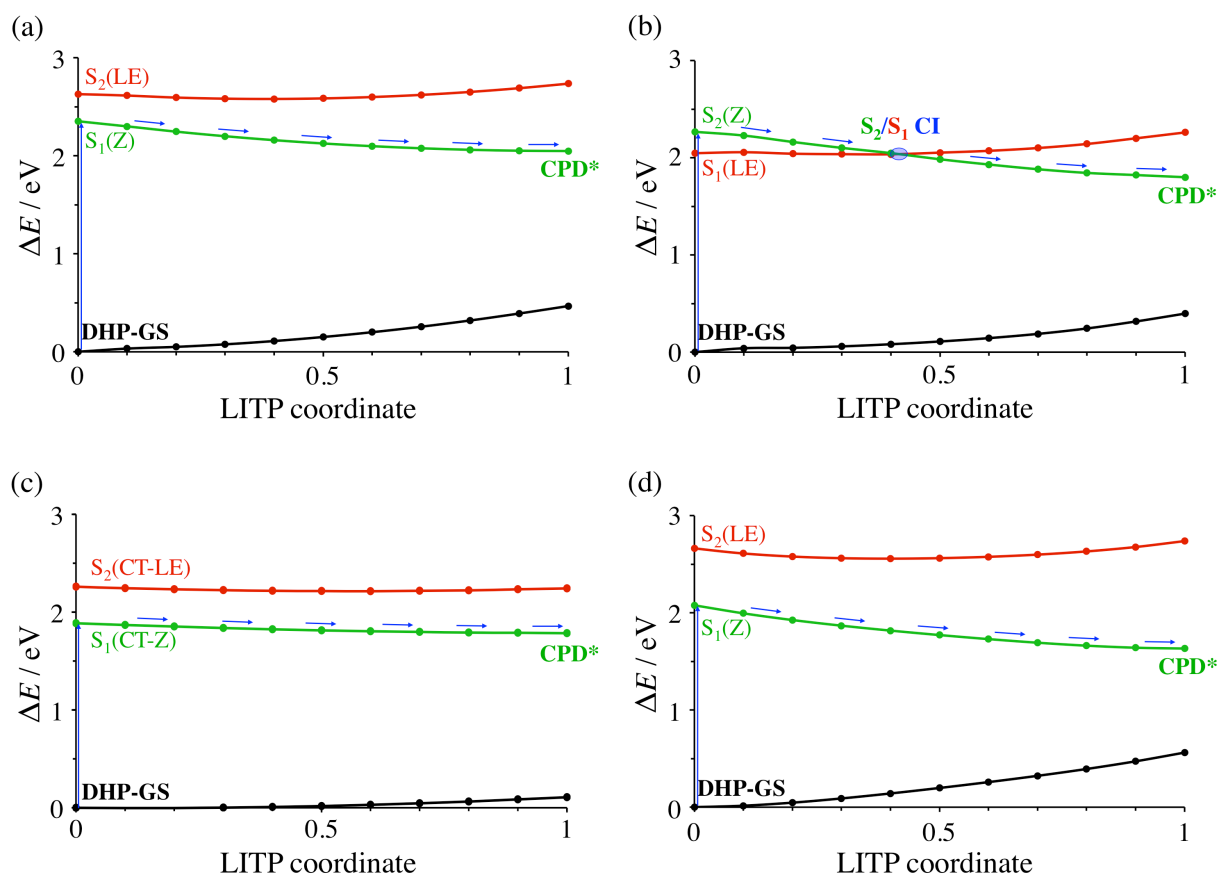 (a)
3
2
1
0
ΔE / eV
S₂(LE)
S₁(Z)
CPD*
DHP-GS
0 0.5 1
LITP coordinate
(b)
3
2
1
0
ΔE / eV
S₂(Z)
S₁(LE)
S₂/S₁ CI
CPD*
DHP-GS
0 0.5 1
LITP coordinate
(c)
3
2
1
0
ΔE / eV
S₂(CT-LE)
S₁(CT-Z)
CPD*
DHP-GS
0 0.5 1
LITP coordinate
(d)
3
2
1
0
ΔE / eV
S₂(LE)
S₁(Z)
CPD*
DHP-GS
0 0.5 1
LITP coordinate